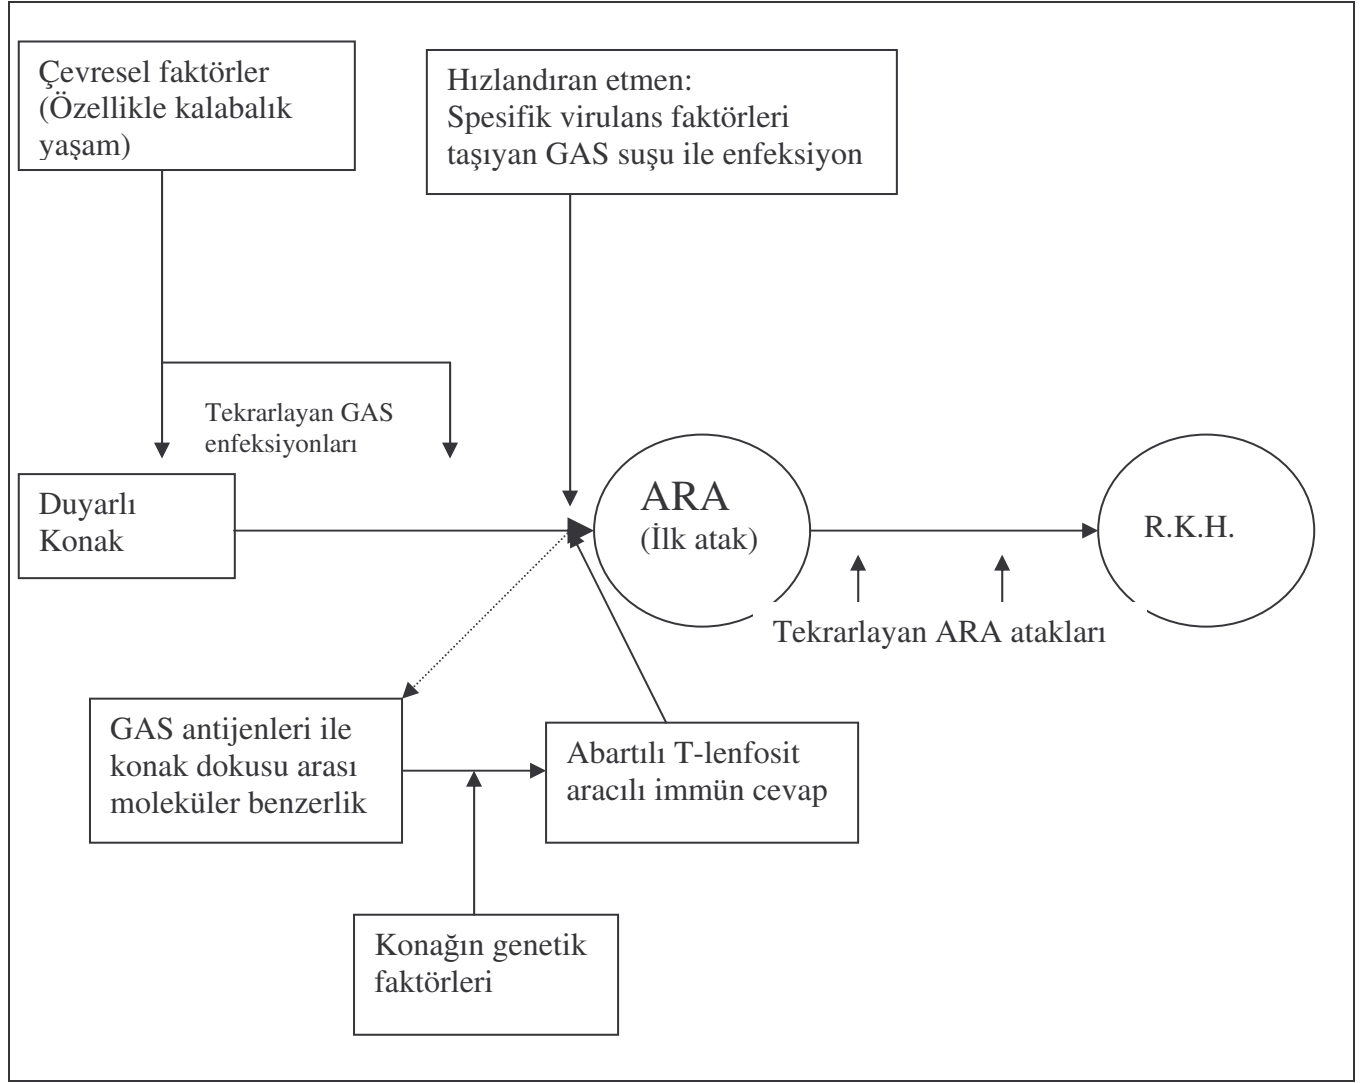 Çevresel faktörler
(Özellikle kalabalık
yaşam)
Hızlandıran etmen:
Spesifik virulans faktörleri
taşıyan GAS suşu ile enfeksiyon
Tekrarlayan GAS
enfeksiyonları
Duyarlı
Konak
ARA
(İlk atak)
R.K.H.
Tekrarlayan ARA atakları
GAS antijenleri ile
konak dokusu arası
moleküler benzerlik
Abartılı T-lenfosit
aracılı immün cevap
Konağın genetik
faktörleri